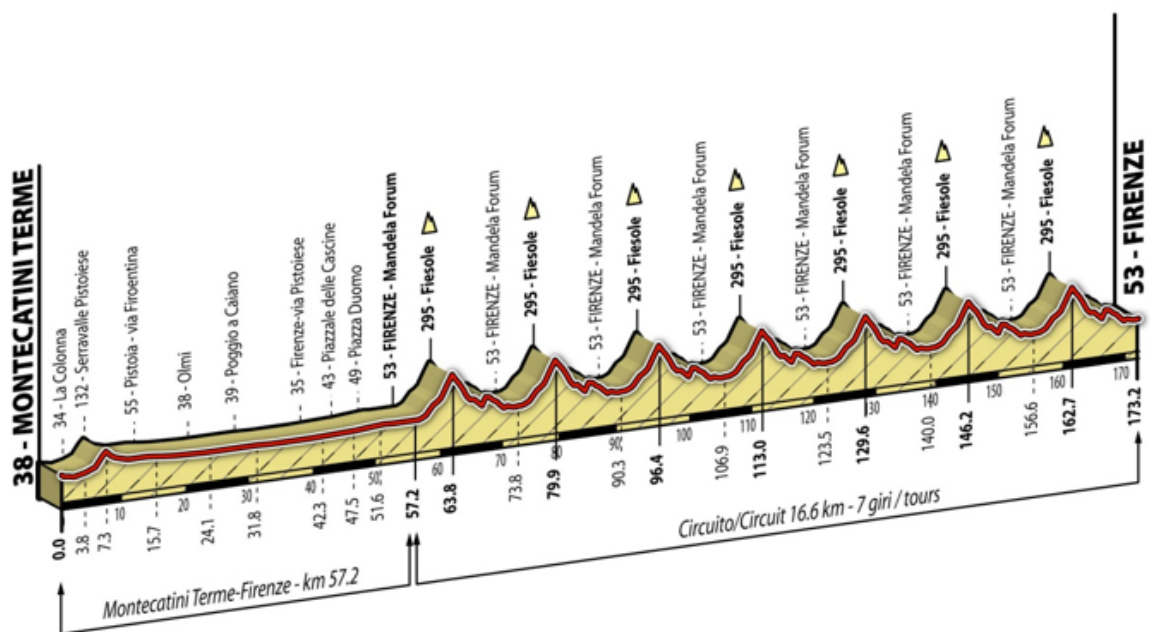 38 - MONTECATINI TERME
34 - La Colonna
132 - Serravalle Pistoiese
55 - Pistoia - via Firoentina
38 - Olmi
39 - Poggio a Caiano
35 - Firenze-via Pistoiese
43 - Piazzale delle Cascine
49 - Piazza Duomo
53 - FIRENZE - Mandela Forum
295 - Fiesole
53 - FIRENZE - Mandela Forum
295 - Fiesole
53 - FIRENZE - Mandela Forum
295 - Fiesole
53 - FIRENZE - Mandela Forum
295 - Fiesole
53 - FIRENZE - Mandela Forum
295 - Fiesole
53 - FIRENZE - Mandela Forum
295 - Fiesole
53 - FIRENZE - Mandela Forum
295 - Fiesole
53 - FIRENZE
10
20
30
40
50
60
70
80
90
100
110
120
130
140
150
160
170
0.0
3.8
7.3
15.7
24.1
31.8
42.3
47.5
51.6
57.2
63.8
73.8
79.9
90.3
96.4
106.9
113.0
123.5
129.6
140.0
146.2
156.6
162.7
173.2
Montecatini Terme-Firenze - km 57.2
Circuito/Circuit 16.6 km - 7 giri / tours